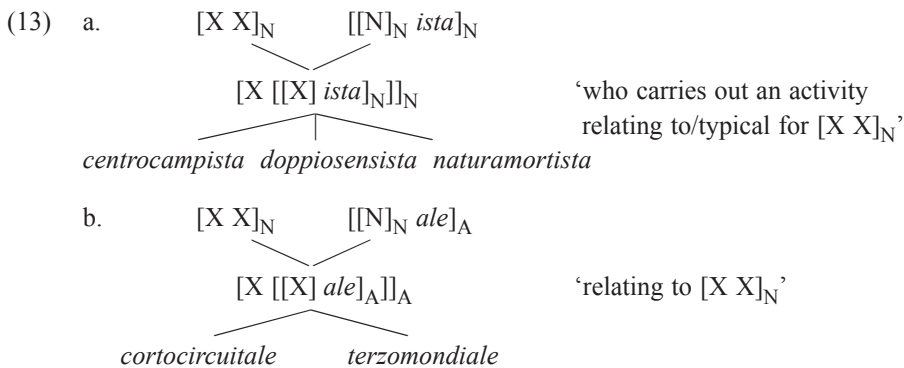 (13) a. [X X]N [[N]N ista]N
[X [[X] ista]N]]N ‘who carries out an activity
relating to/typical for [X X]N’
centrocampista doppiosensista naturamortista
b. [X X]N [[N]N ale]A
[X [[X] ale]A]]A ‘relating to [X X]N’
cortocircuitale terzomondiale